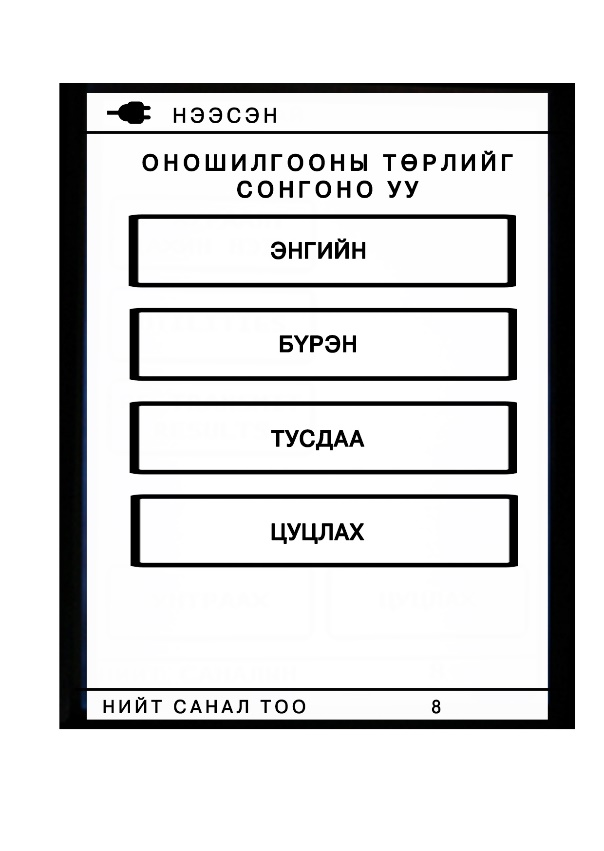 НЭЭСЭН
ОНОШИЛГООНЫ ТӨРЛИЙГ
СОНГОНО УУ
ЭНГИЙН
БҮРЭН
ТУСДАА
ЦУЦЛАХ
НИЙТ САНАЛ ТОО 8